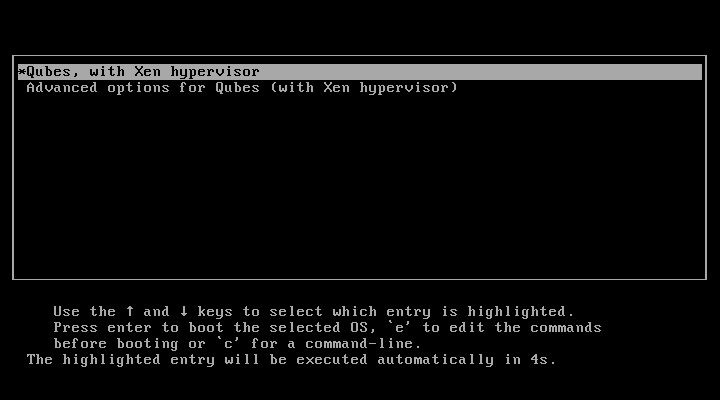 *Qubes, with Xen hypervisor
Advanced options for Qubes (with Xen hypervisor)
Use the ↑ and ↓ keys to select which entry is highlighted.
Press enter to boot the selected OS, `e' to edit the commands
before booting or `c' for a command-line.
The highlighted entry will be executed automatically in 4s.